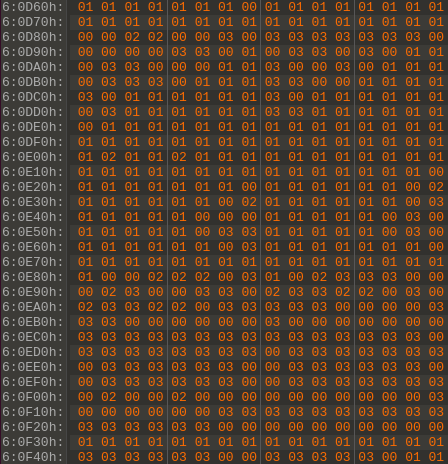 6:0D60h: 01 01 01 01 01 01 01 00 01 01 01 01 01 01 01 00
6:0D70h: 01 01 01 01 01 01 01 01 01 01 01 01 01 01 01 01
6:0D80h: 00 00 02 02 00 00 03 00 03 03 03 03 03 03 03 00
6:0D90h: 00 00 00 00 03 03 00 01 00 03 03 00 03 00 01 01
6:0DA0h: 00 03 03 00 00 00 01 01 03 00 00 03 00 01 01 01
6:0DB0h: 00 03 03 03 00 01 01 01 03 03 00 00 01 01 01 01
6:0DC0h: 03 00 01 01 01 01 01 01 03 00 01 01 01 01 01 01
6:0DD0h: 00 03 01 01 01 01 01 01 03 03 01 01 01 01 01 01
6:0DE0h: 00 01 01 01 01 01 01 01 01 01 01 01 01 01 01 01
6:0DF0h: 01 01 01 01 01 01 01 01 01 01 01 01 01 01 01 01
6:0E00h: 01 02 01 01 02 01 01 01 01 01 01 01 01 01 01 01
6:0E10h: 01 01 01 01 01 01 01 01 01 01 01 01 01 01 01 00
6:0E20h: 01 01 01 01 01 01 01 00 01 01 01 01 01 01 00 02
6:0E30h: 01 01 01 01 01 01 00 02 01 01 01 01 01 01 00 03
6:0E40h: 01 01 01 01 01 00 00 00 01 01 01 01 01 00 03 00
6:0E50h: 01 01 01 01 01 00 03 03 01 01 01 01 01 00 03 00
6:0E60h: 01 01 01 01 01 01 00 03 01 01 01 01 01 01 01 00
6:0E70h: 01 01 01 01 01 01 01 01 01 01 01 01 01 01 01 01
6:0E80h: 01 00 00 02 02 02 00 03 01 00 02 03 03 03 00 00
6:0E90h: 00 02 03 00 00 03 03 00 02 03 03 02 02 00 03 00
6:0EA0h: 02 03 03 02 02 00 03 03 03 03 03 00 00 00 00 03
6:0EB0h: 03 03 00 00 00 00 00 00 03 00 00 00 00 00 00 00
6:0EC0h: 03 03 03 03 03 03 03 03 03 03 03 03 03 03 03 00
6:0ED0h: 03 03 03 03 03 03 03 03 00 03 03 03 03 03 03 03
6:0EE0h: 00 03 03 03 03 03 00 00 00 03 03 03 03 03 00 00
6:0EF0h: 00 03 03 03 03 03 00 00 03 03 03 03 03 03 00 00
6:0F00h: 00 02 00 00 02 00 00 00 00 00 00 00 00 00 00 03
6:0F10h: 00 00 00 00 00 00 03 03 03 03 03 03 03 03 03 03
6:0F20h: 03 03 03 03 03 00 00 00 00 00 00 00 00 00 00 00
6:0F30h: 01 01 01 01 01 01 01 01 01 01 01 01 01 01 01 01
6:0F40h: 03 03 03 03 03 03 00 00 03 03 03 03 03 00 01 01